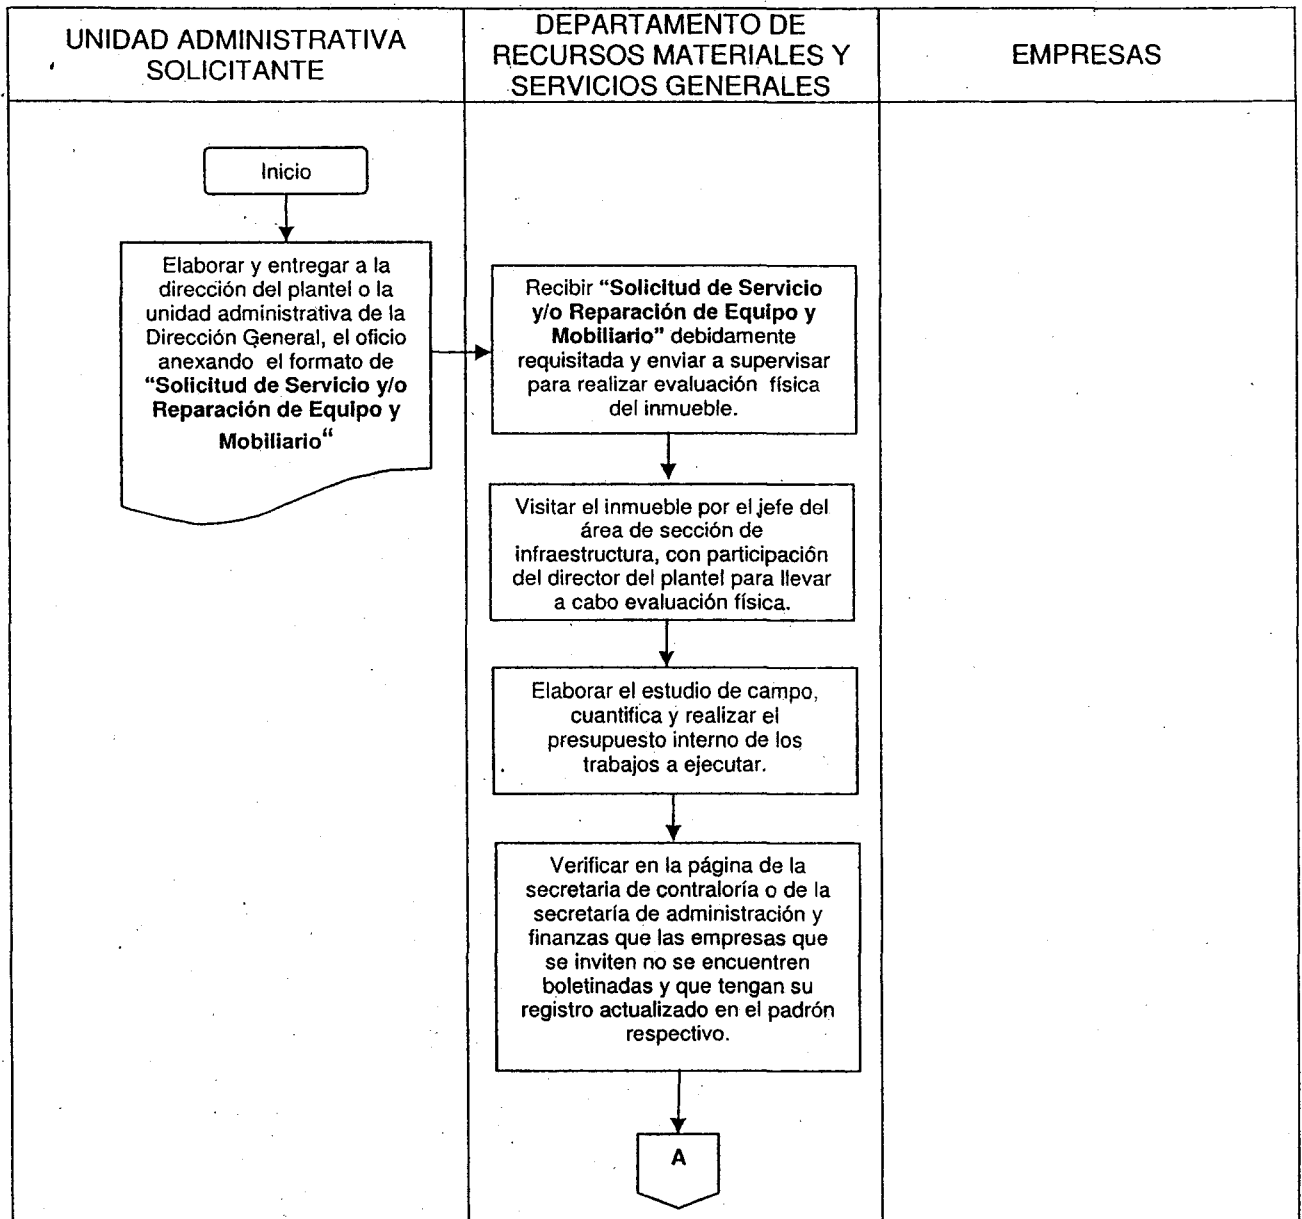 UNIDAD ADMINISTRATIVA
SOLICITANTE
DEPARTAMENTO DE
RECURSOS MATERIALES Y
SERVICIOS GENERALES
EMPRESAS
Inicio
Elaborar y entregar a la
dirección del plantel o la
unidad administrativa de la
Dirección General, el oficio
anexando el formato de
“Solicitud de Servicio y/o
Reparación de Equipo y
Mobiliario“
Recibir “Solicitud de Servicio
y/o Reparación de Equipo y
Mobiliario” debidamente
requisitada y enviar a supervisar
para realizar evaluación física
del inmueble.
Visitar el inmueble por el jefe del
área de sección de
infraestructura, con participación
del director del plantel para llevar
a cabo evaluación física.
Elaborar el estudio de campo,
cuantifica y realizar el
presupuesto interno de los
trabajos a ejecutar.
Verificar en la página de la
secretaria de contraloría o de la
secretaría de administración y
finanzas que las empresas que
se inviten no se encuentren
boletinadas y que tengan su
registro actualizado en el padrón
respectivo.
A